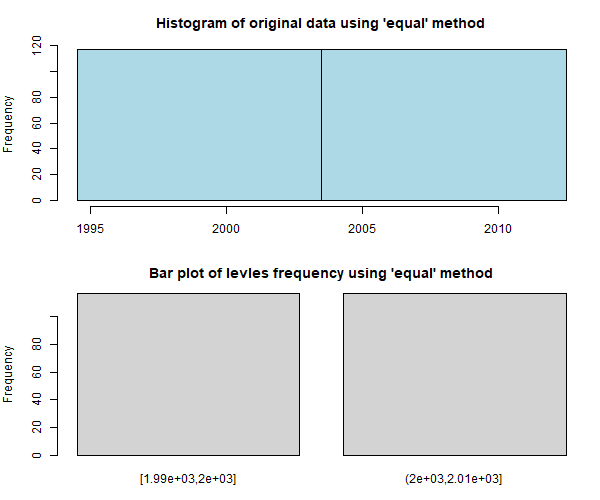 Histogram of original data using 'equal' method
Frequency
120
80
60
40
20
0
1995 2000 2005 2010
Bar plot of levles frequency using 'equal' method
Frequency
80
60
40
20
0
[1.99e+03,2e+03] (2e+03,2.01e+03]